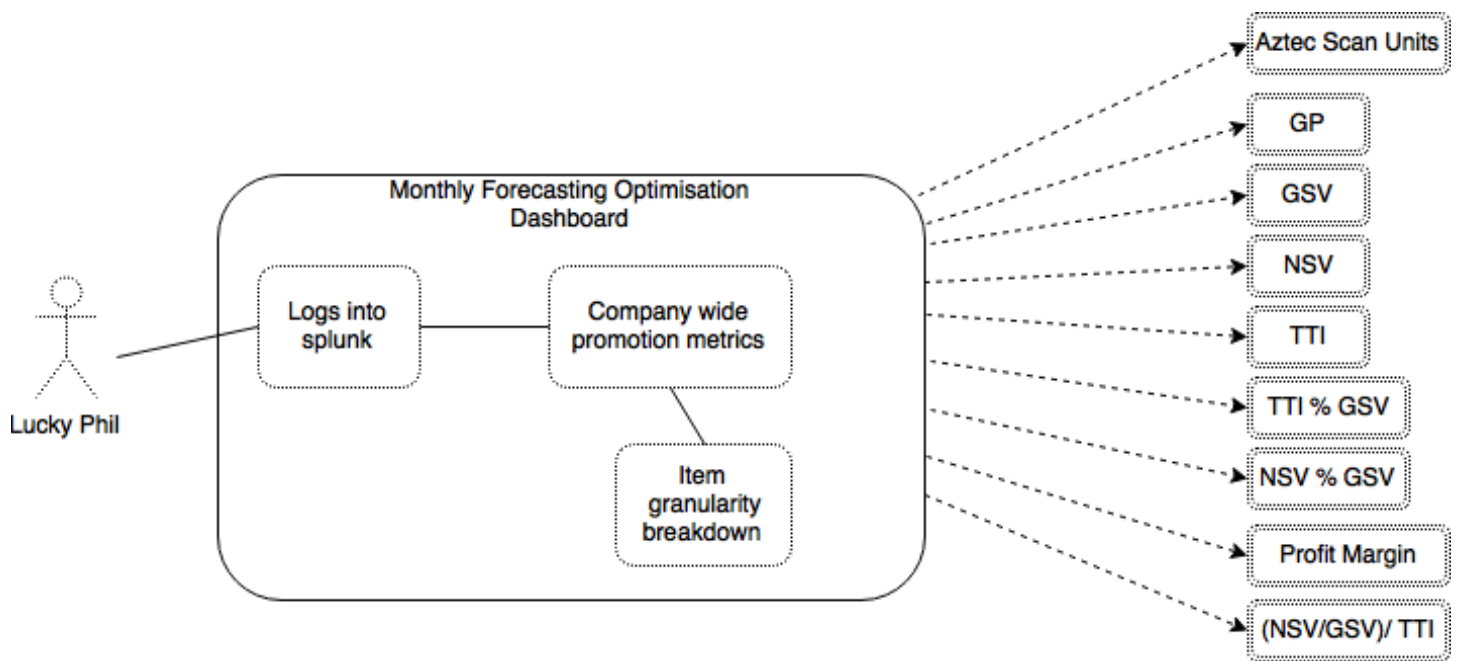 Aztec Scan Units
GP
GSV
NSV
TTI
TTI % GSV
NSV % GSV
Profit Margin
(NSV/GSV)/ TTI
Monthly Forecasting Optimisation
Dashboard
Logs into
splunk
Company wide
promotion metrics
Item
granularity
breakdown
Lucky Phil